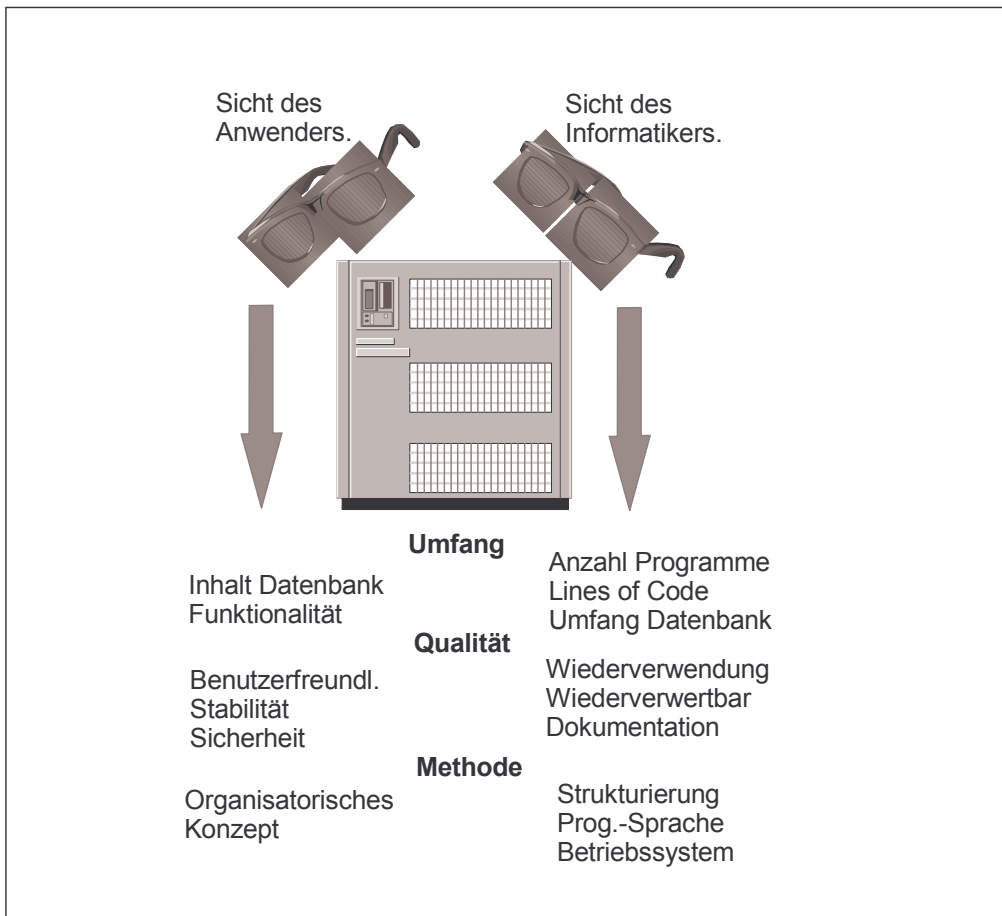 Sicht des
Anwenders.
Sicht des
Informatikers.
Umfang
Inhalt Datenbank
Funktionalität
Anzahl Programme
Lines of Code
Umfang Datenbank
Qualität
Benutzerfreundl.
Stabilität
Sicherheit
Wiederverwendung
Wiederverwertbar
Dokumentation
Methode
Organisatorisches
Konzept
Strukturierung
Prog.-Sprache
Betriebssystem